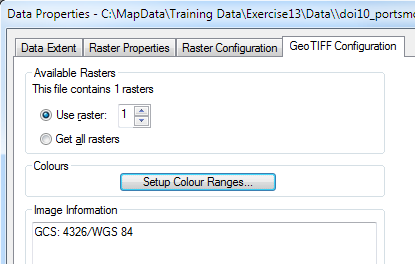 Data Properties - C:\MapData\Training Data\Exercise13\Data\\doi10_portsmo
Data Extent Raster Properties Raster Configuration GeoTIFF Configuration
Available Rasters
This file contains 1 rasters
Use raster: 1
Get all rasters
Colours
Setup Colour Ranges...
Image Information
GCS: 4326/WGS 84